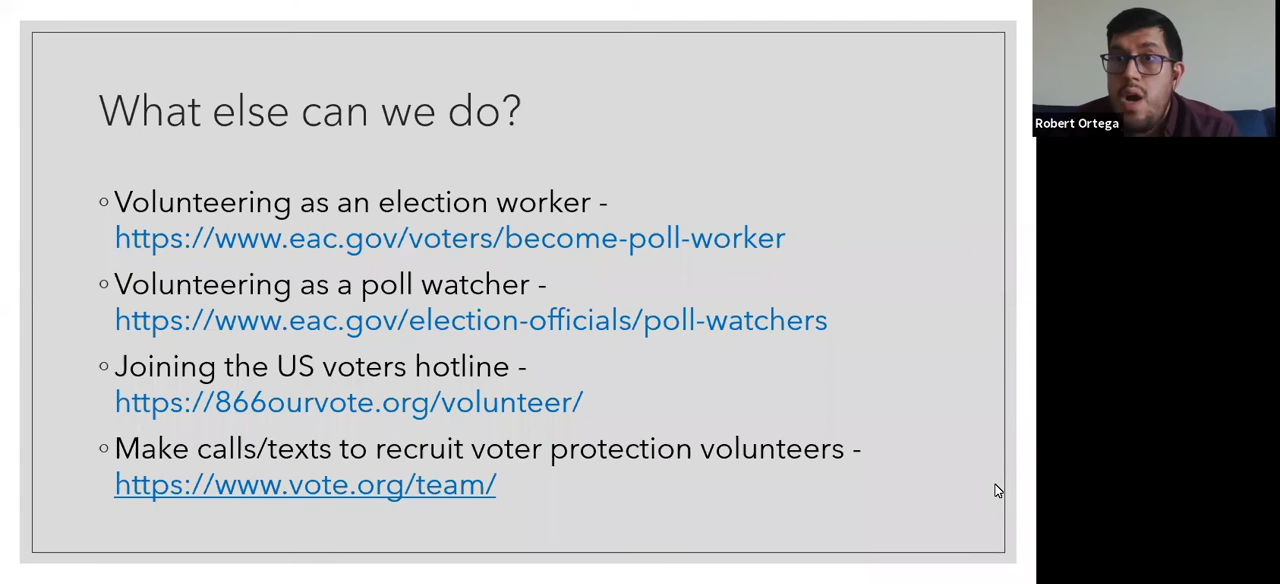 What else can we do?
◦Volunteering as an election worker -
https://www.eac.gov/voters/become-poll-worker
◦Volunteering as a poll watcher -
https://www.eac.gov/election-officials/poll-watchers
◦Joining the US voters hotline -
https://866ourvote.org/volunteer/
◦Make calls/texts to recruit voter protection volunteers -
https://www.vote.org/team/
Robert Ortega